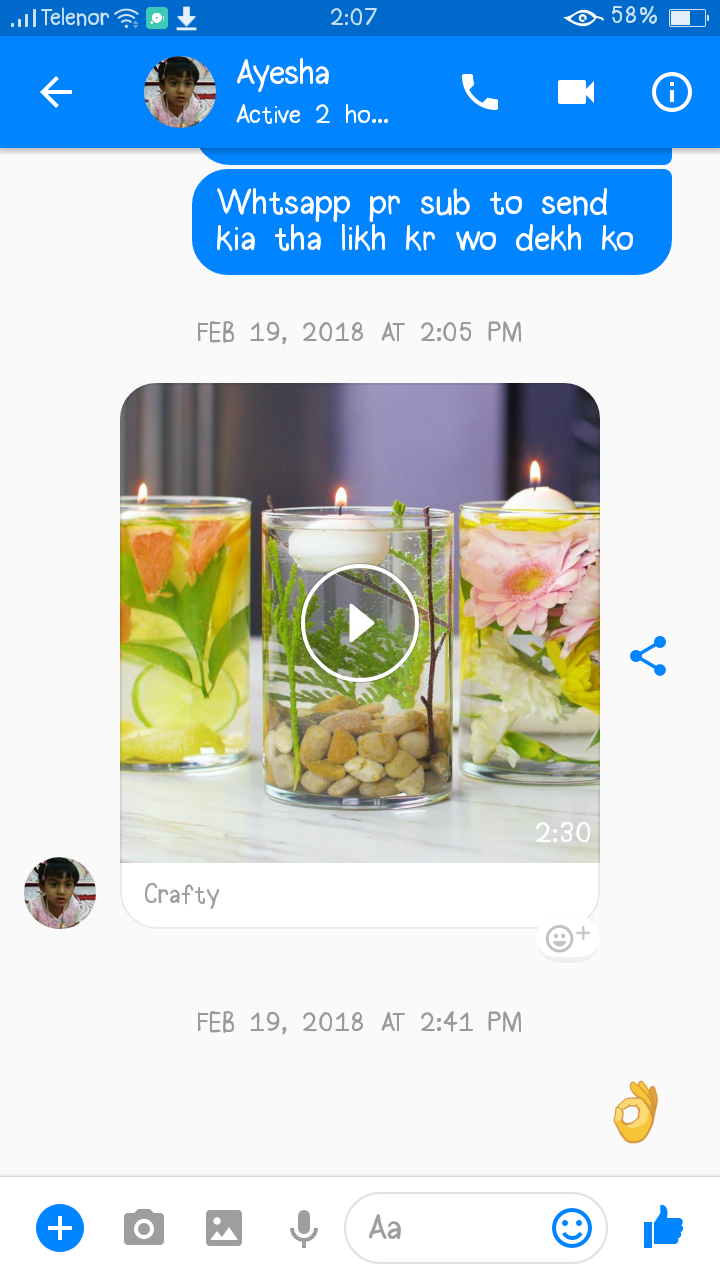 Telenor 2:07 58%
Ayesha
Active 2 ho...
Whtsapp pr sub to send
kia tha likh kr wo dekh ko
FEB 19, 2018 AT 2:05 PM
2:30
Crafty
FEB 19, 2018 AT 2:41 PM
Aa